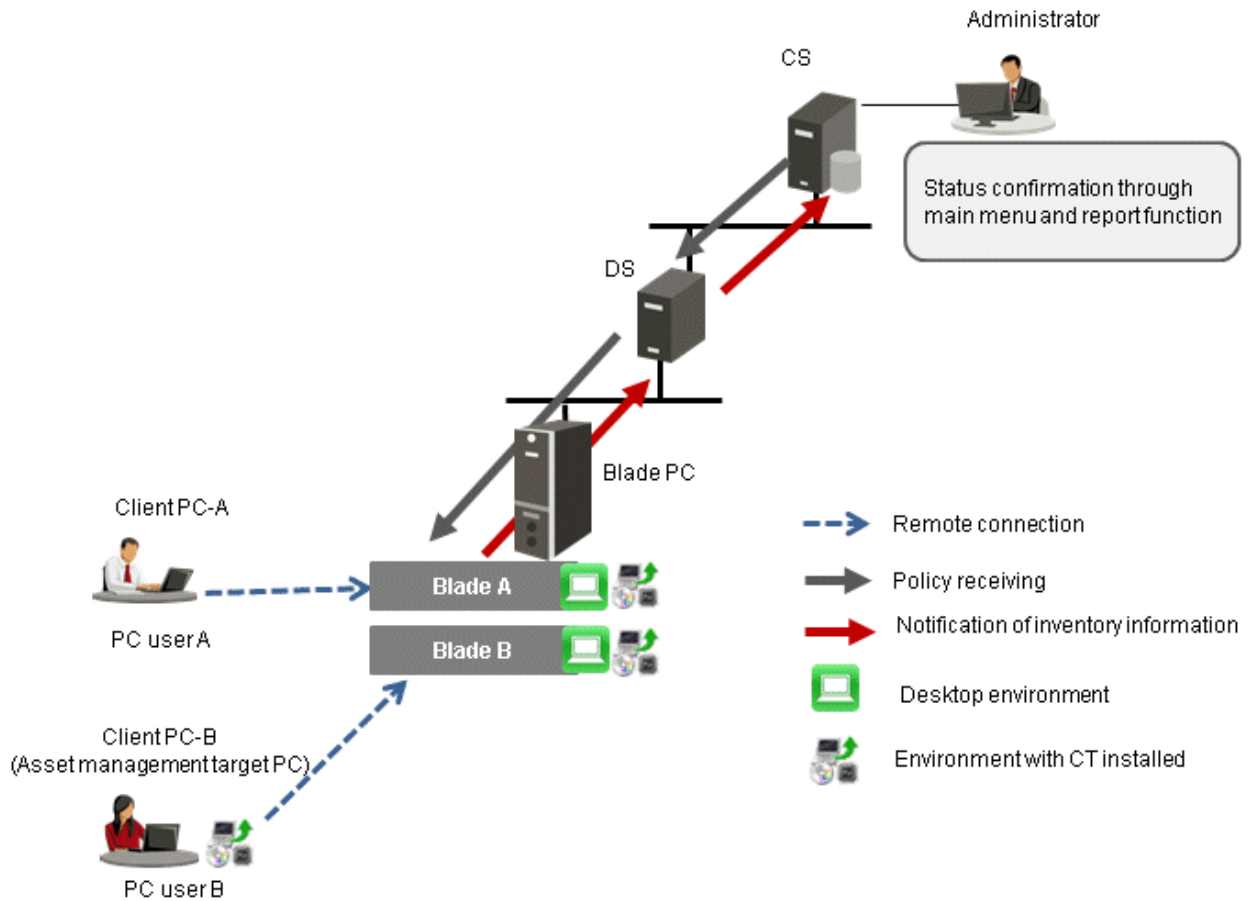 Administrator
CS
Status confirmation through
main menu and report function
DS
Blade PC
Client PC-A
PC user A
Blade A
Blade B
Client PC-B
(Asset management target PC)
PC user B
Remote connection
Policy receiving
Notification of inventory information
Desktop environment
Environment with CT installed